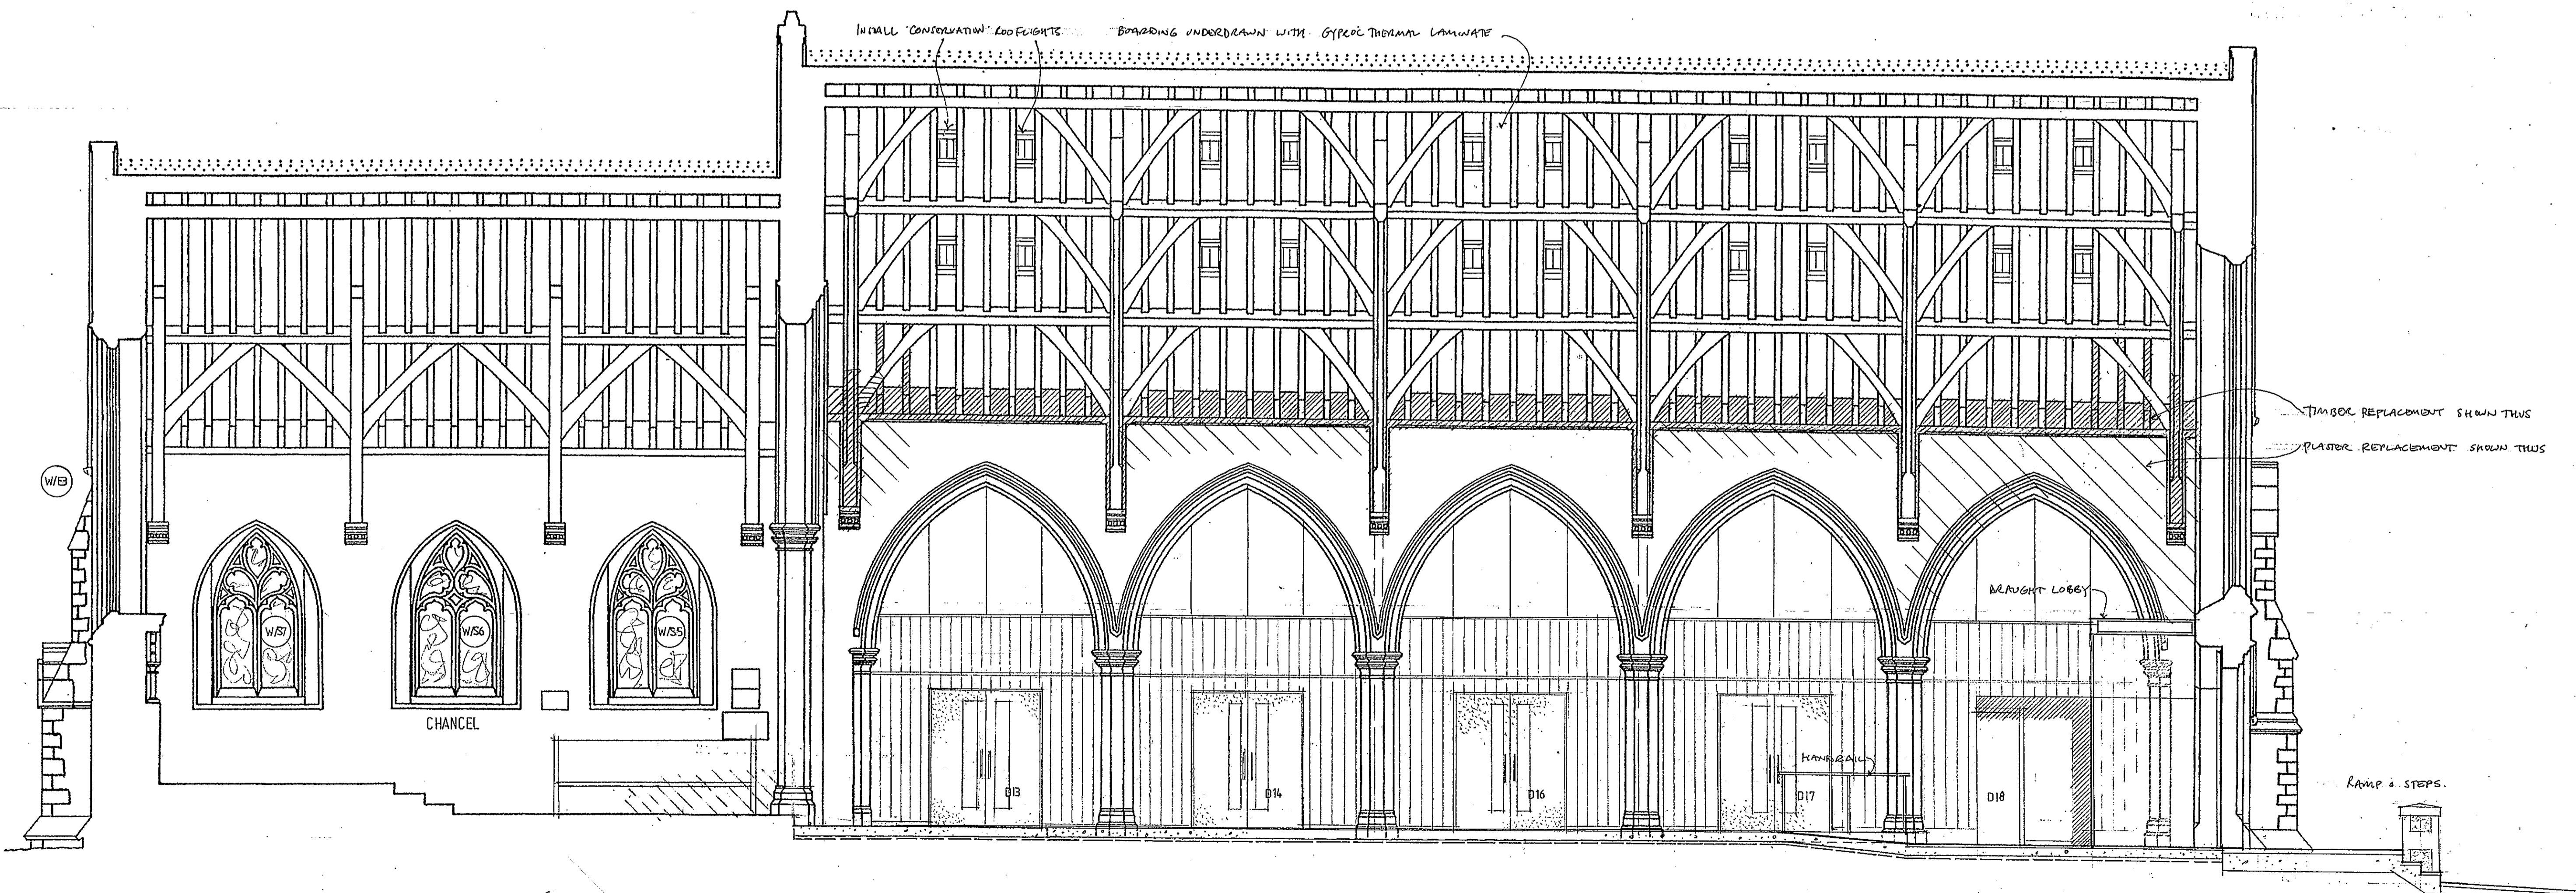 INSTALL 'CONSERVATION' ROOFLIGHTS
BOARDING UNDERDRAWN WITH GYPROC THERMAL LAMINATE
TIMBER REPLACEMENT SHOWN THUS
PLASTER REPLACEMENT SHOWN THUS
W/E3
DRAUGHT LOBBY
W/S7
W/S6
W/S5
CHANCEL
HANDRAIL
RAMP & STEPS.
D13
D14
D16
D17
D18